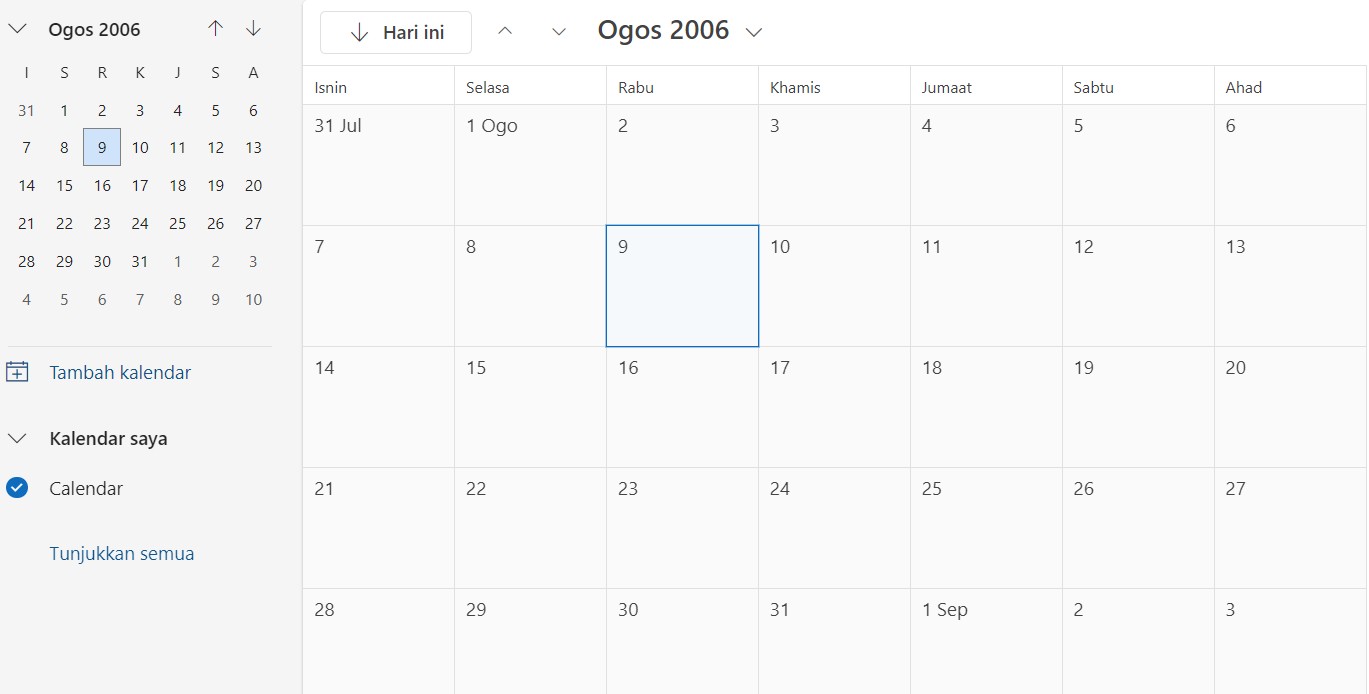 Ogos 2006
I S R K J S A
31 1 2 3 4 5 6
7 8 9 10 11 12 13
14 15 16 17 18 19 20
21 22 23 24 25 26 27
28 29 30 31 1 2 3
4 5 6 7 8 9 10
Tambah kalendar
Kalendar saya
Calendar
Tunjukkan semua
Hari ini
Ogos 2006
Isnin Selasa Rabu Khamis Jumaat Sabtu Ahad
31 Jul 1 Ogo 2 3 4 5 6
7 8 9 10 11 12 13
14 15 16 17 18 19 20
21 22 23 24 25 26 27
28 29 30 31 1 Sep 2 3